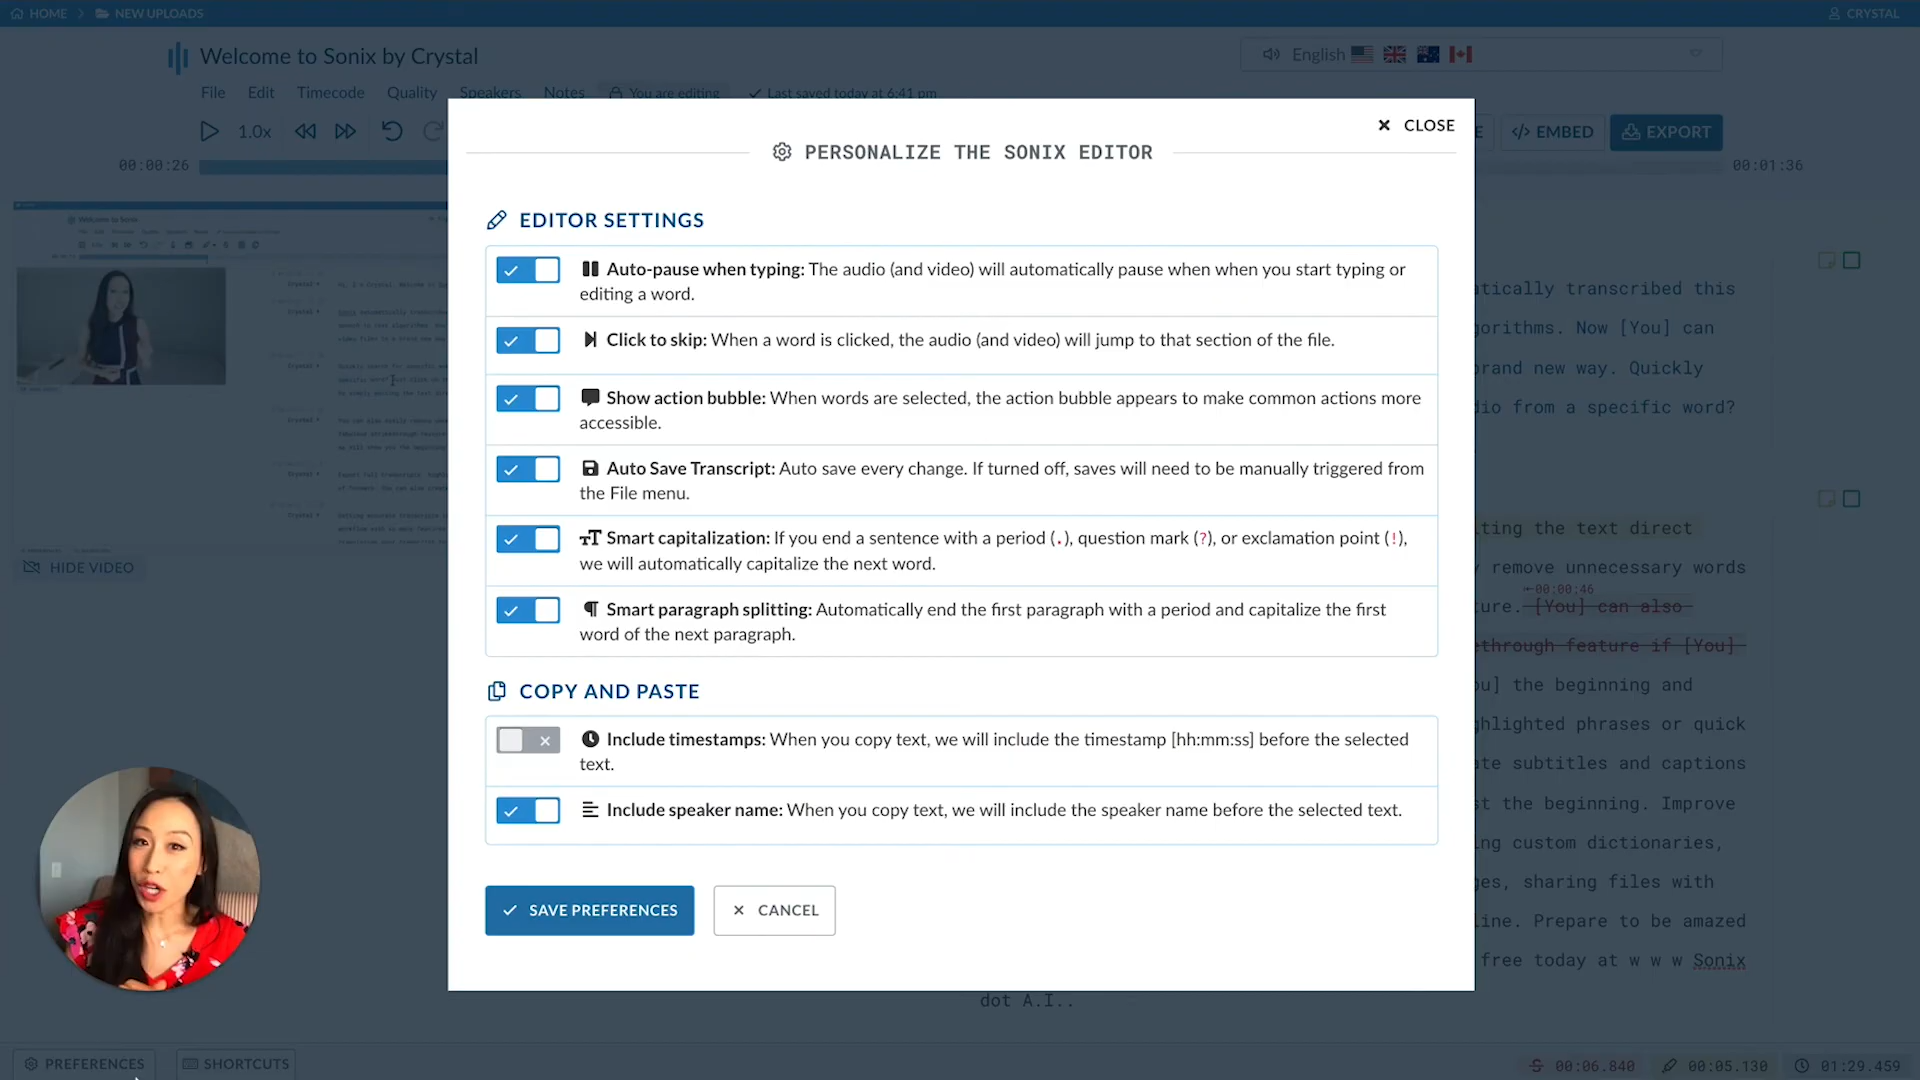 HOME > NEW UPLOADS
CRYSTAL
Welcome to Sonix by Crystal
English
File Edit Timecode Quality Speakers Notes You are editing Last saved today at 6:41 pm
1.0x
EMBED
EXPORT
00:00:26
00:01:36
× CLOSE
PERSONALIZE THE SONIX EDITOR
EDITOR SETTINGS
Auto-pause when typing: The audio (and video) will automatically pause when when you start typing or
editing a word.
Click to skip: When a word is clicked, the audio (and video) will jump to that section of the file.
Show action bubble: When words are selected, the action bubble appears to make common actions more
accessible.
Auto Save Transcript: Auto save every change. If turned off, saves will need to be manually triggered from
the File menu.
Smart capitalization: If you end a sentence with a period (.), question mark (?), or exclamation point (!),
we will automatically capitalize the next word.
Smart paragraph splitting: Automatically end the first paragraph with a period and capitalize the first
word of the next paragraph.
COPY AND PASTE
Include timestamps: When you copy text, we will include the timestamp [hh:mm:ss] before the selected
text.
Include speaker name: When you copy text, we will include the speaker name before the selected text.
SAVE PREFERENCES
× CANCEL
Welcome to Sonix
HIDE VIDEO
transcribed this
Now [You] can
brand new way. Quickly
from a specific word?
the text direct
remove unnecessary words
00:00:46
[You] can also
feature if [You]
the beginning and
phrases or quick
subtitles and captions
the beginning. Improve
custom dictionaries,
sharing files with
Prepare to be amazed
free today at w w w Sonix
dot A.I..
PREFERENCES
SHORTCUTS
00:06.840
00:05.130
01:29.459